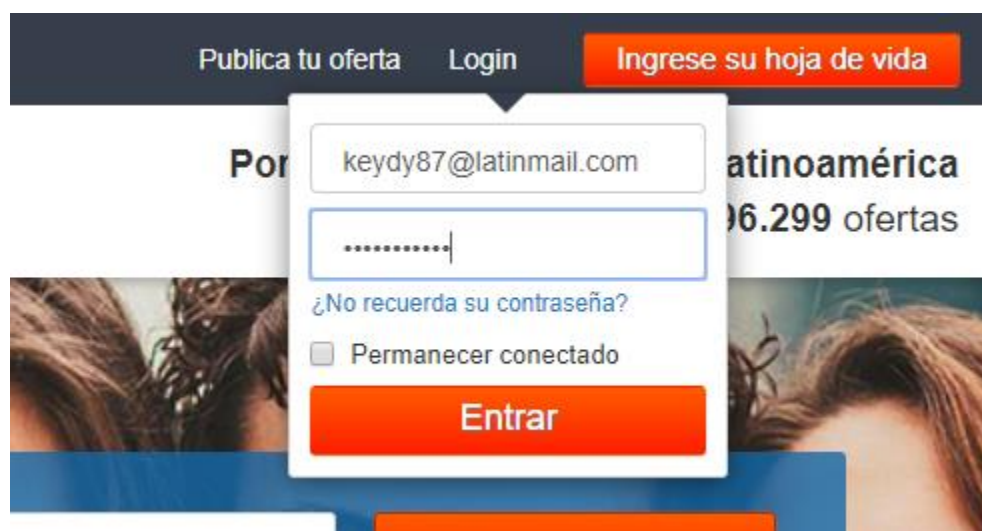 Publica tu oferta Login Ingrese su hoja de vida
keydy87@latinmail.com
Por atinoamérica
96.299 ofertas
•••••••••••
¿No recuerda su contraseña?
Permanecer conectado
Entrar